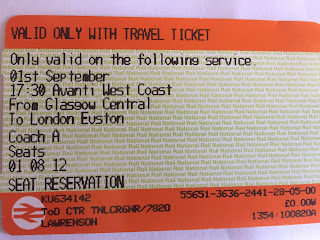 VALID ONLY WITH TRAVEL TICKET
Only valid on the following service.
01st September
17:30 Avanti West Coast
From Glasgow Central
To London Euston
Coach A
Seats
01 08 12
SEAT RESERVATION
KU634142 55651-3636-2441-28-05-00
ToD CTR TNLCR6HR/7820 £0.00W
LAWRENSON 1354:100820A